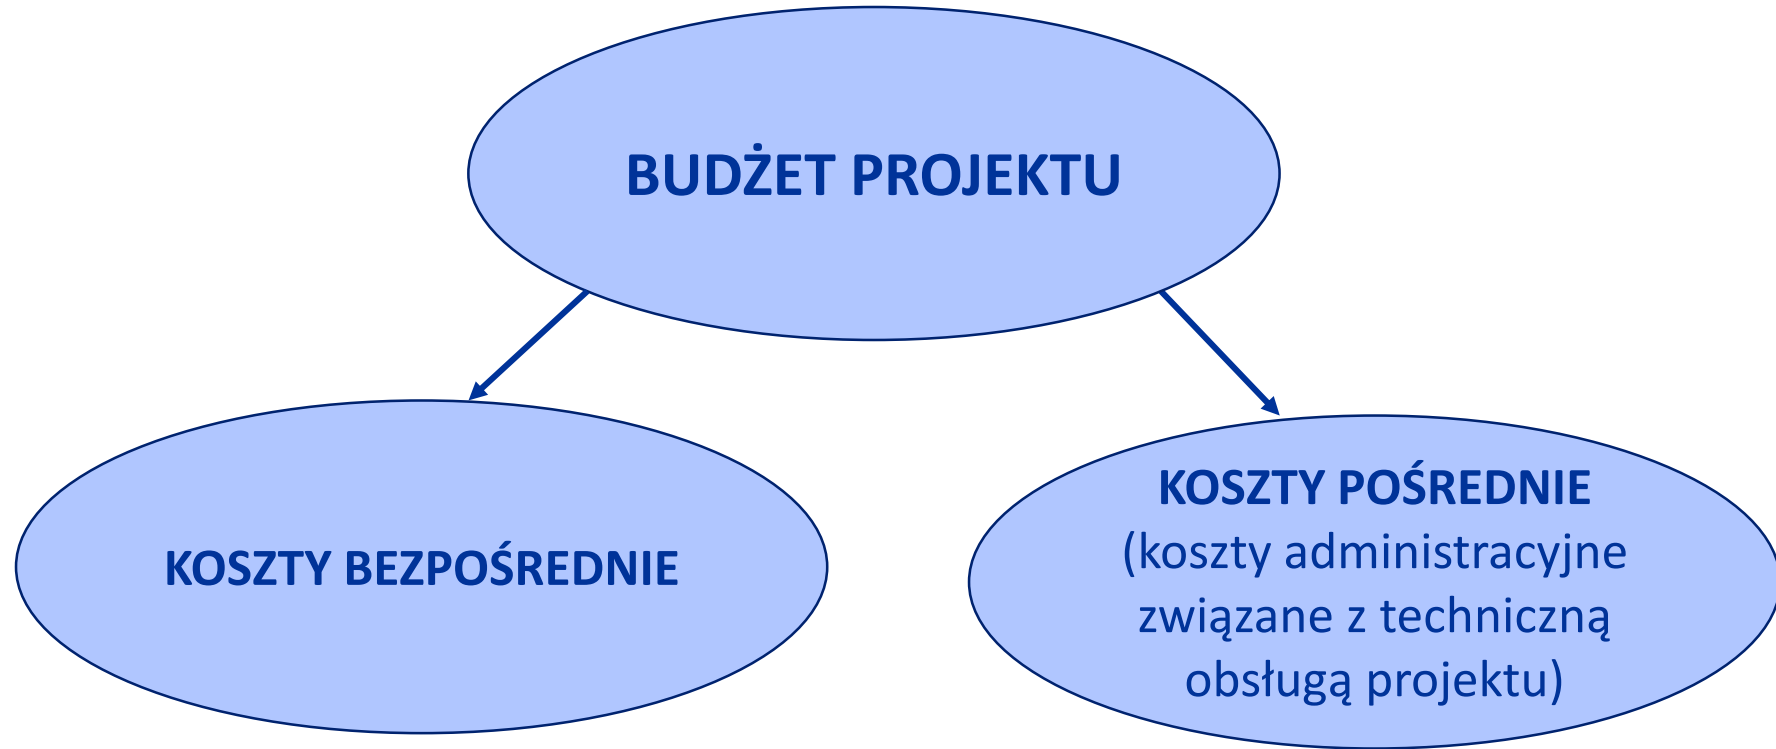 BUDŻET PROJEKTU
KOSZTY BEZPOŚREDNIE
KOSZTY POŚREDNIE
(koszty administracyjne
związane z techniczną
obsługą projektu)